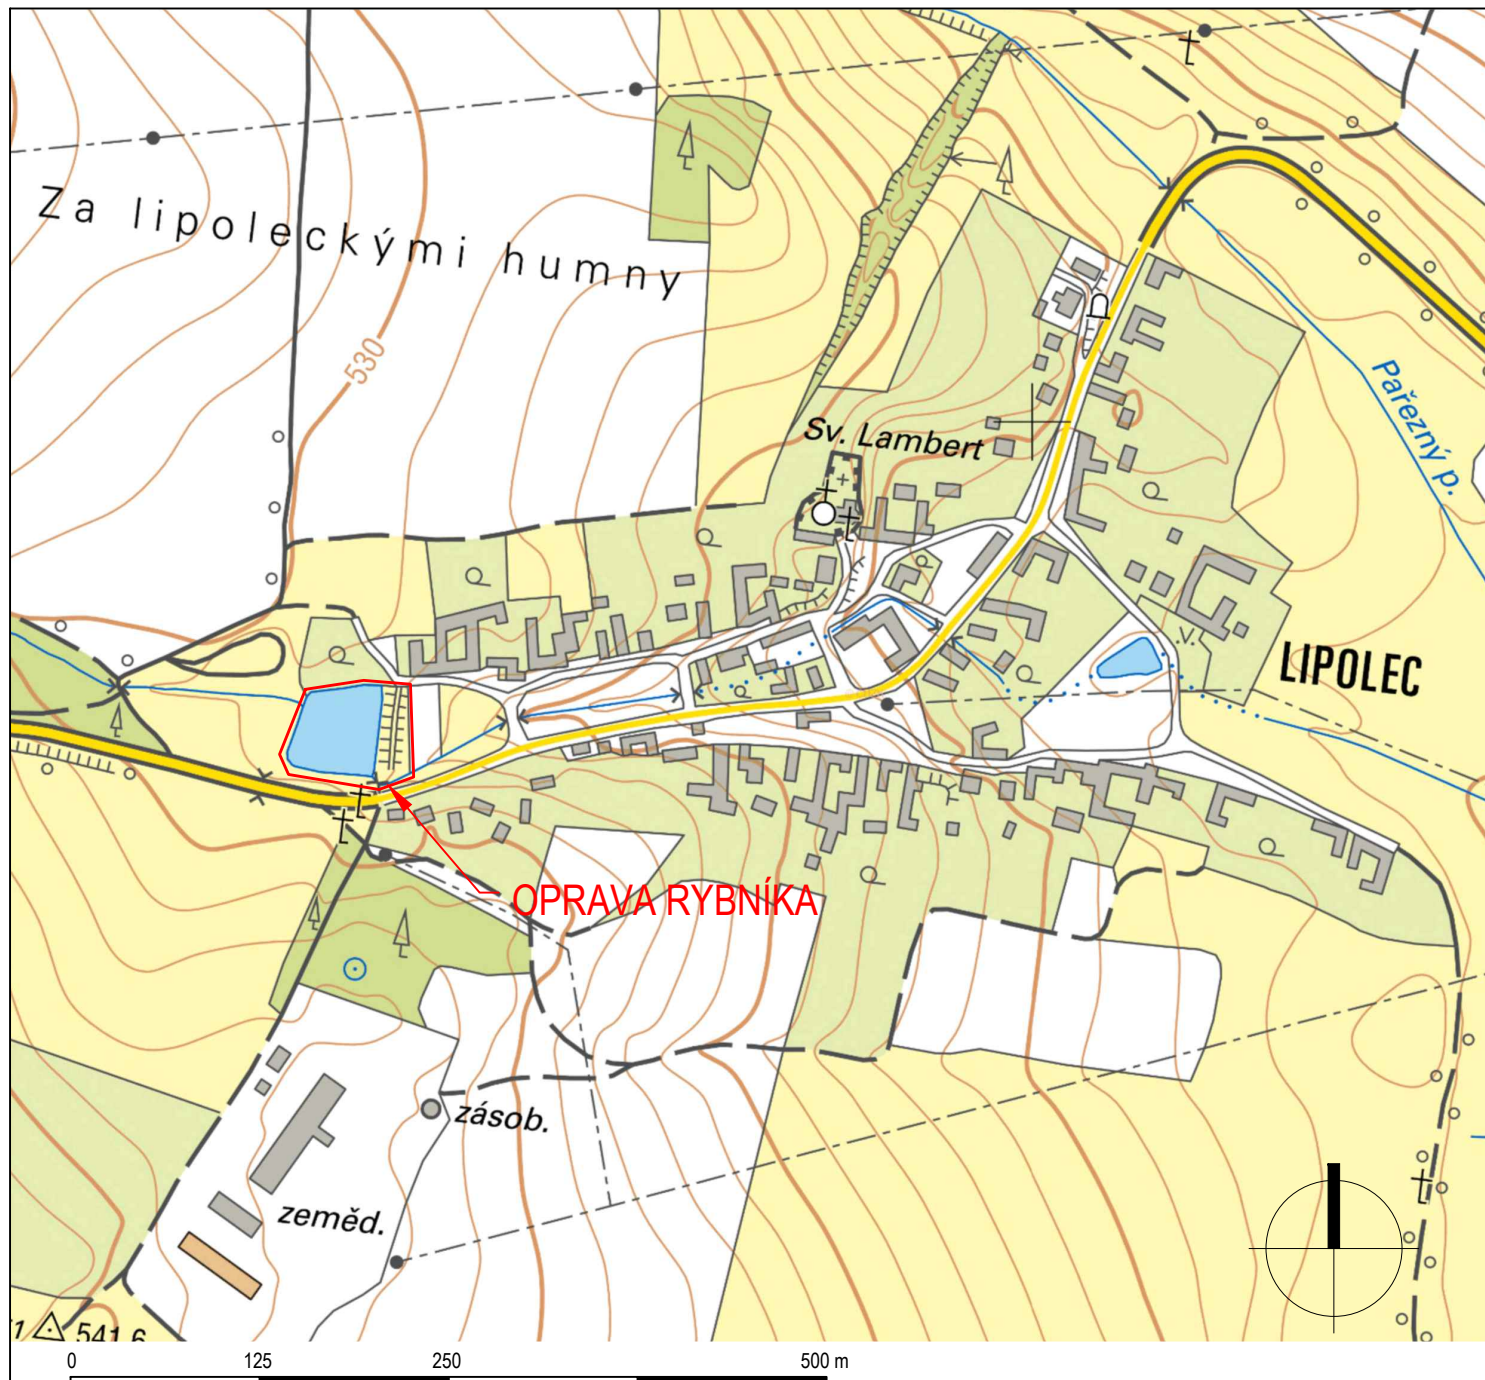 Za lipoleckými humny
530
Sv. Lambert
Pařezný p.
LIPOLEC
OPRAVA RYBNÍKA
zásob.
zeměd.
541.6
0 125 250 500 m